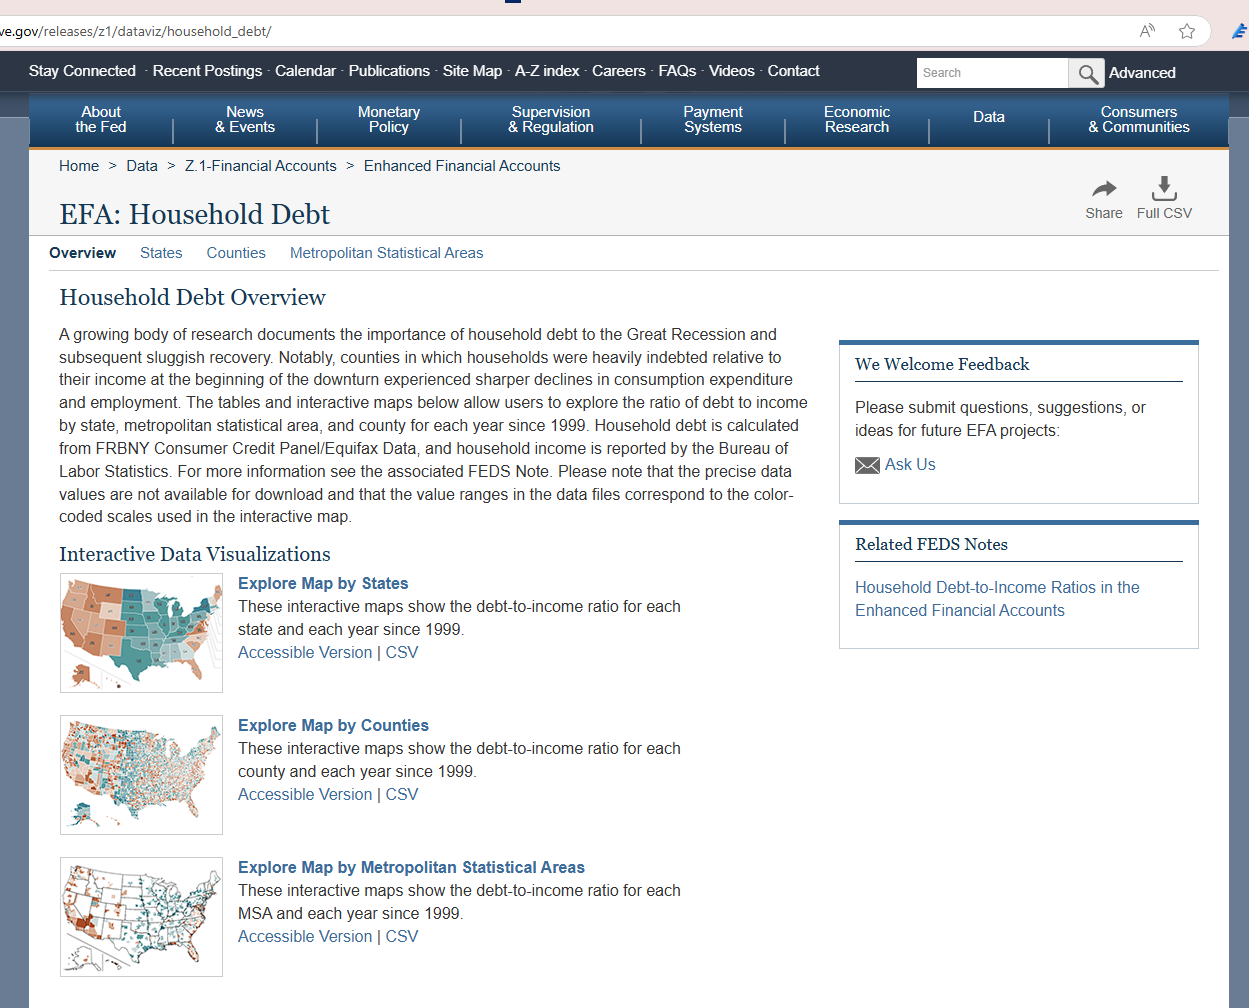 ve.gov/releases/z1/dataviz/household_debt/
Stay Connected · Recent Postings · Calendar · Publications · Site Map · A-Z index · Careers · FAQs · Videos · Contact
Search
Advanced
About
the Fed
News
& Events
Monetary
Policy
Supervision
& Regulation
Payment
Systems
Economic
Research
Data
Consumers
& Communities
Home > Data > Z.1-Financial Accounts > Enhanced Financial Accounts
EFA: Household Debt
Share
Full CSV
Overview States Counties Metropolitan Statistical Areas
Household Debt Overview
A growing body of research documents the importance of household debt to the Great Recession and
subsequent sluggish recovery. Notably, counties in which households were heavily indebted relative to
their income at the beginning of the downturn experienced sharper declines in consumption expenditure
and employment. The tables and interactive maps below allow users to explore the ratio of debt to income
by state, metropolitan statistical area, and county for each year since 1999. Household debt is calculated
from FRBNY Consumer Credit Panel/Equifax Data, and household income is reported by the Bureau of
Labor Statistics. For more information see the associated FEDS Note. Please note that the precise data
values are not available for download and that the value ranges in the data files correspond to the color-
coded scales used in the interactive map.
Interactive Data Visualizations
Explore Map by States
These interactive maps show the debt-to-income ratio for each
state and each year since 1999.
Accessible Version | CSV
Explore Map by Counties
These interactive maps show the debt-to-income ratio for each
county and each year since 1999.
Accessible Version | CSV
Explore Map by Metropolitan Statistical Areas
These interactive maps show the debt-to-income ratio for each
MSA and each year since 1999.
Accessible Version | CSV
We Welcome Feedback
Please submit questions, suggestions, or
ideas for future EFA projects:
Ask Us
Related FEDS Notes
Household Debt-to-Income Ratios in the
Enhanced Financial Accounts